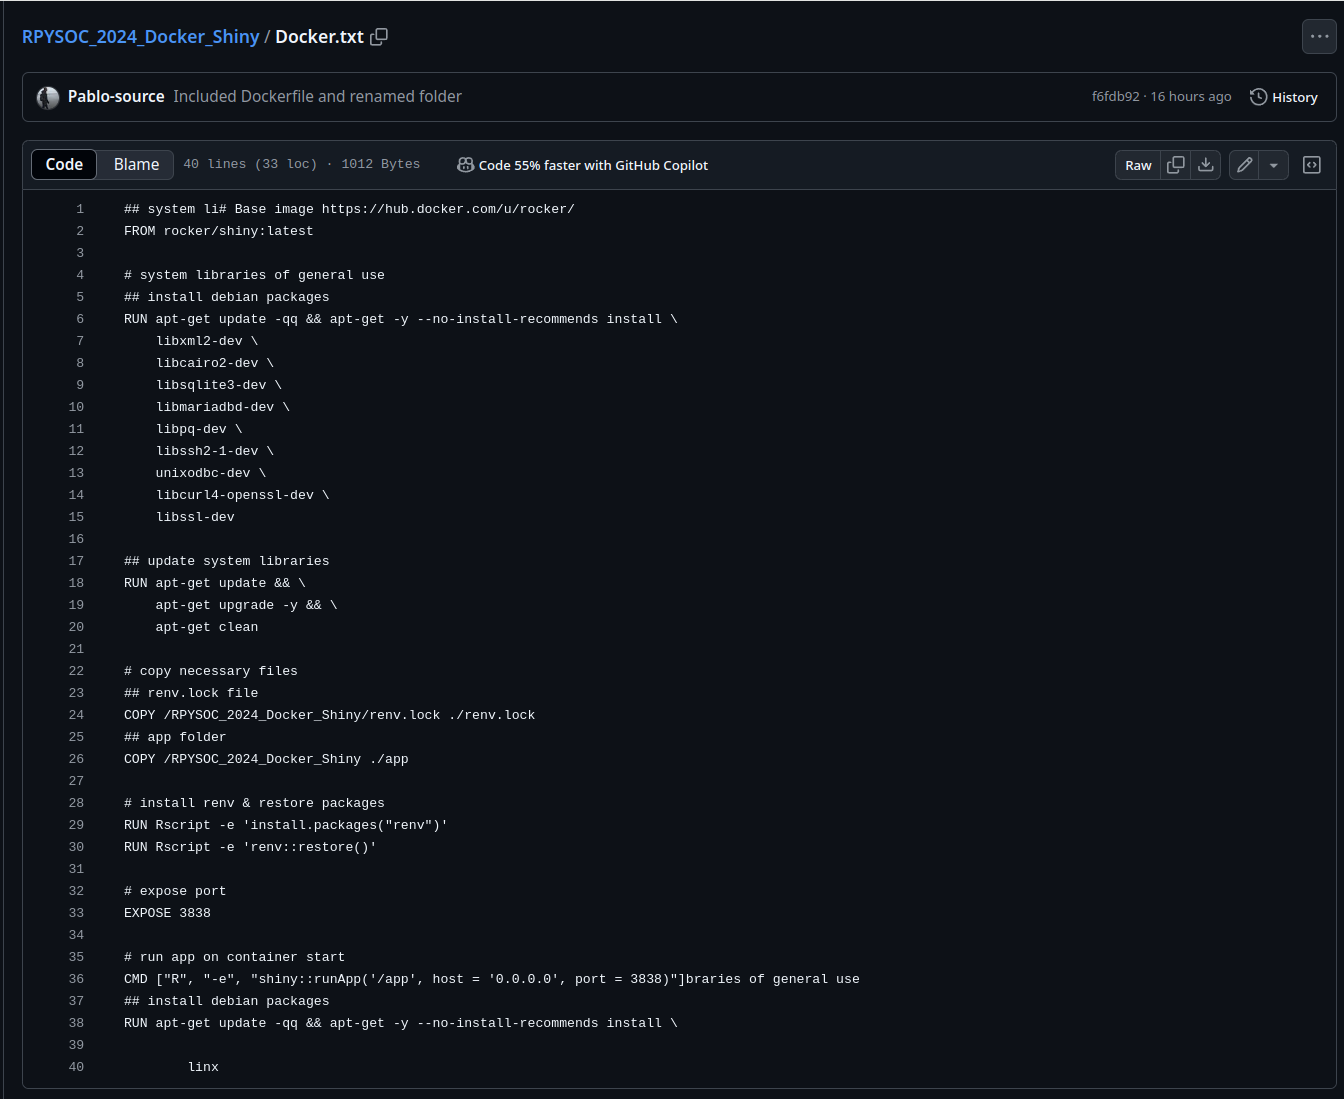 RPYSOC_2024_Docker_Shiny / Docker.txt
Pablo-source Included Dockerfile and renamed folder f6fdb92 · 16 hours ago History
Code Blame 40 lines (33 loc) · 1012 Bytes Code 55% faster with GitHub Copilot Raw
1 ## system li# Base image https://hub.docker.com/u/rocker/
2 FROM rocker/shiny:latest
3
4 # system libraries of general use
5 ## install debian packages
6 RUN apt-get update -qq && apt-get -y --no-install-recommends install \
7     libxml2-dev \
8     libcairo2-dev \
9     libsqlite3-dev \
10     libmariadbd-dev \
11     libpq-dev \
12     libssh2-1-dev \
13     unixodbc-dev \
14     libcurl4-openssl-dev \
15     libssl-dev
16
17 ## update system libraries
18 RUN apt-get update && \
19     apt-get upgrade -y && \
20     apt-get clean
21
22 # copy necessary files
23 ## renv.lock file
24 COPY /RPYSOC_2024_Docker_Shiny/renv.lock ./renv.lock
25 ## app folder
26 COPY /RPYSOC_2024_Docker_Shiny ./app
27
28 # install renv & restore packages
29 RUN Rscript -e 'install.packages("renv")'
30 RUN Rscript -e 'renv::restore()'
31
32 # expose port
33 EXPOSE 3838
34
35 # run app on container start
36 CMD ["R", "-e", "shiny::runApp('/app', host = '0.0.0.0', port = 3838)"]braries of general use
37 ## install debian packages
38 RUN apt-get update -qq && apt-get -y --no-install-recommends install \
39
40         linx